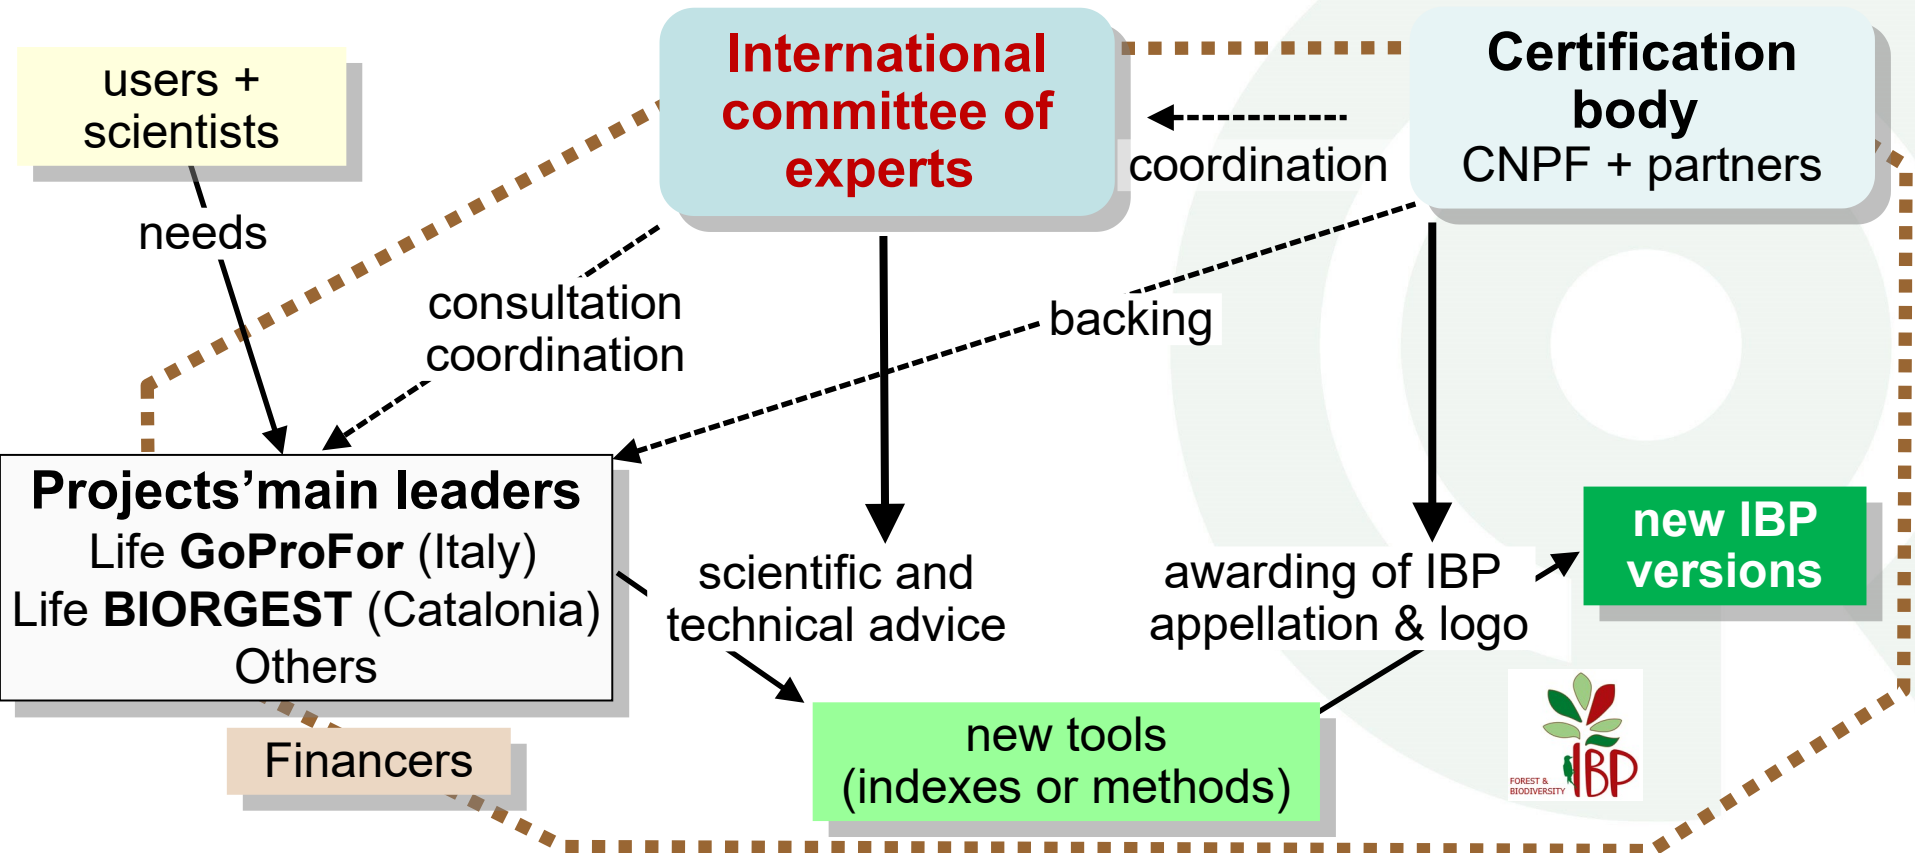 users +
scientists
needs
International
committee of
experts
coordination
Certification
body
CNPF + partners
consultation
coordination
backing
Projects’main leaders
Life GoProFor (Italy)
Life BIORGEST (Catalonia)
Others
scientific and
technical advice
awarding of IBP
appellation & logo
new IBP
versions
Financers
new tools
(indexes or methods)
FOREST &
BIODIVERSITY
IBP